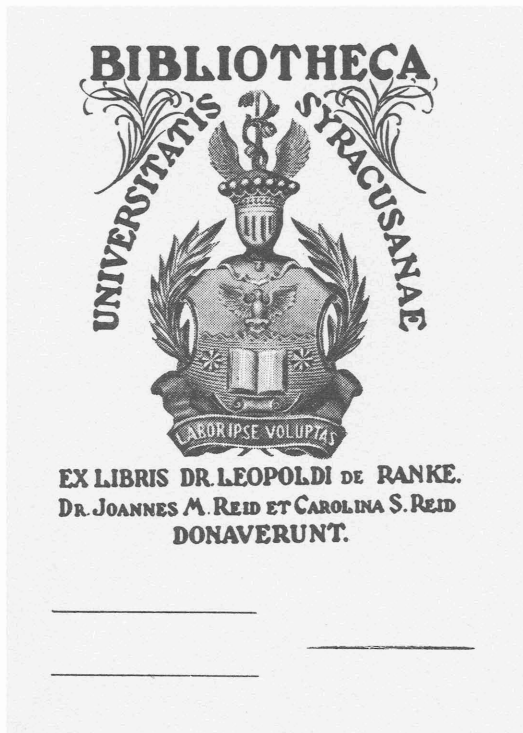 BIBLIOTHECA
UNIVERSITATIS SYRACUSANAE
LABOR IPSE VOLUPTAS
EX LIBRIS DR. LEOPOLDI DE RANKE.
DR. JOANNES M. REID ET CAROLINA S. REID
DONAVERUNT.